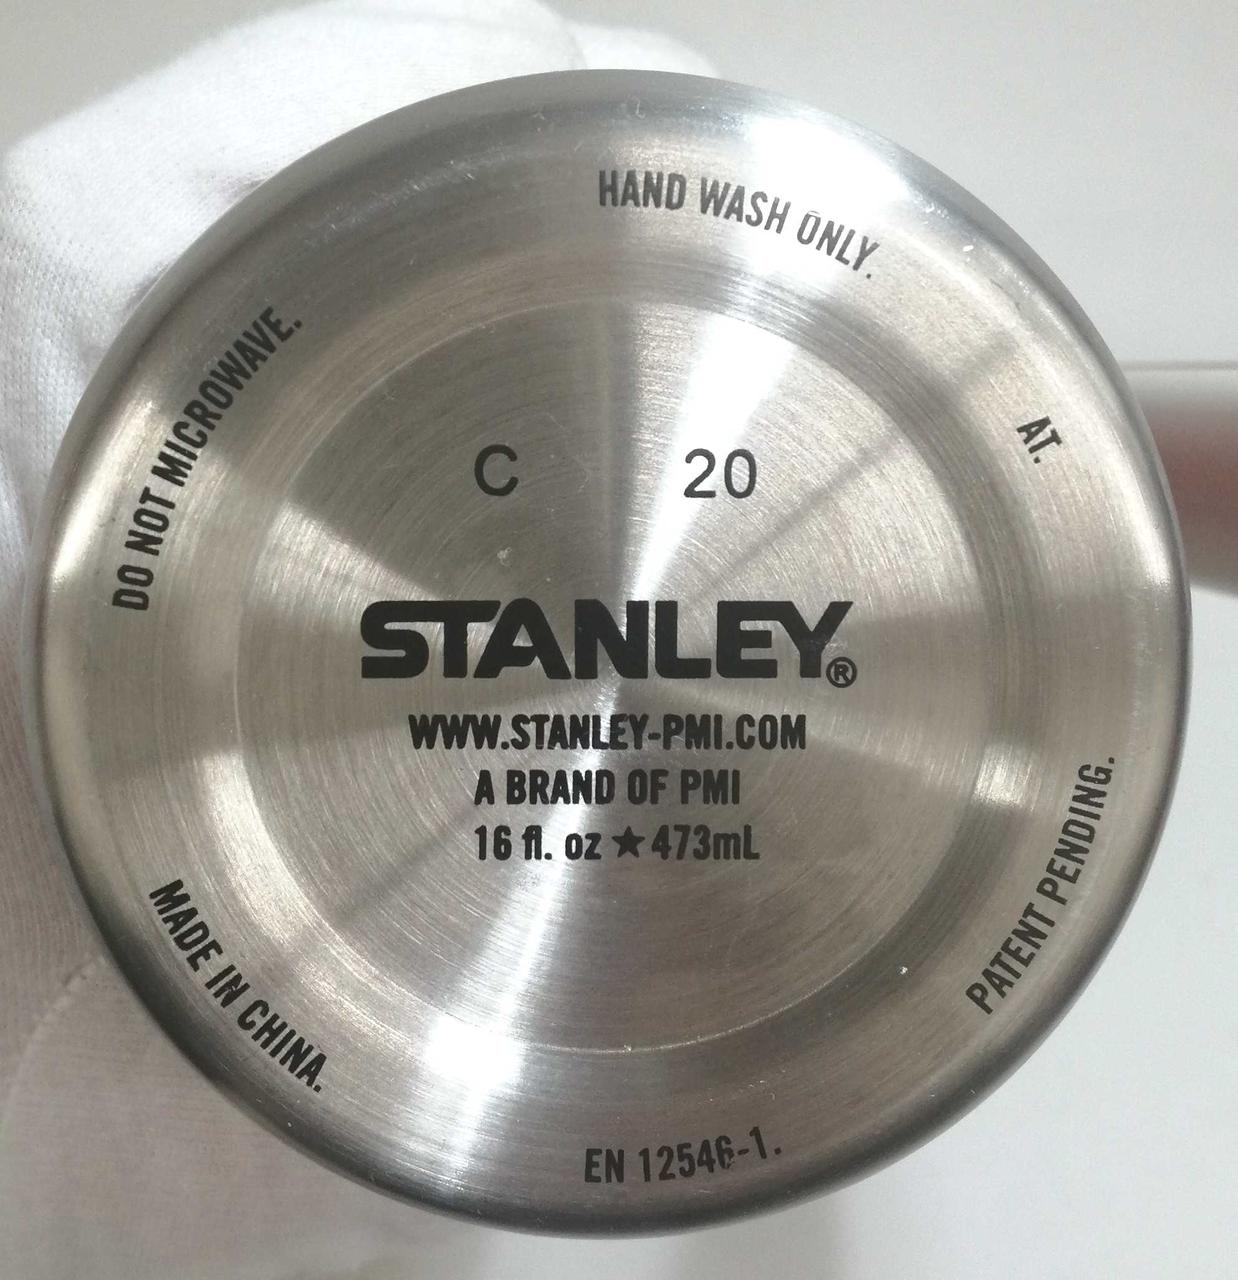 HAND WASH ONLY.
AT.
DO NOT MICROWAVE.
C 20
STANLEY®
WWW.STANLEY-PMI.COM
A BRAND OF PMI
16 fl. oz ★ 473mL
PATENT PENDING.
MADE IN CHINA.
EN 12546-1.